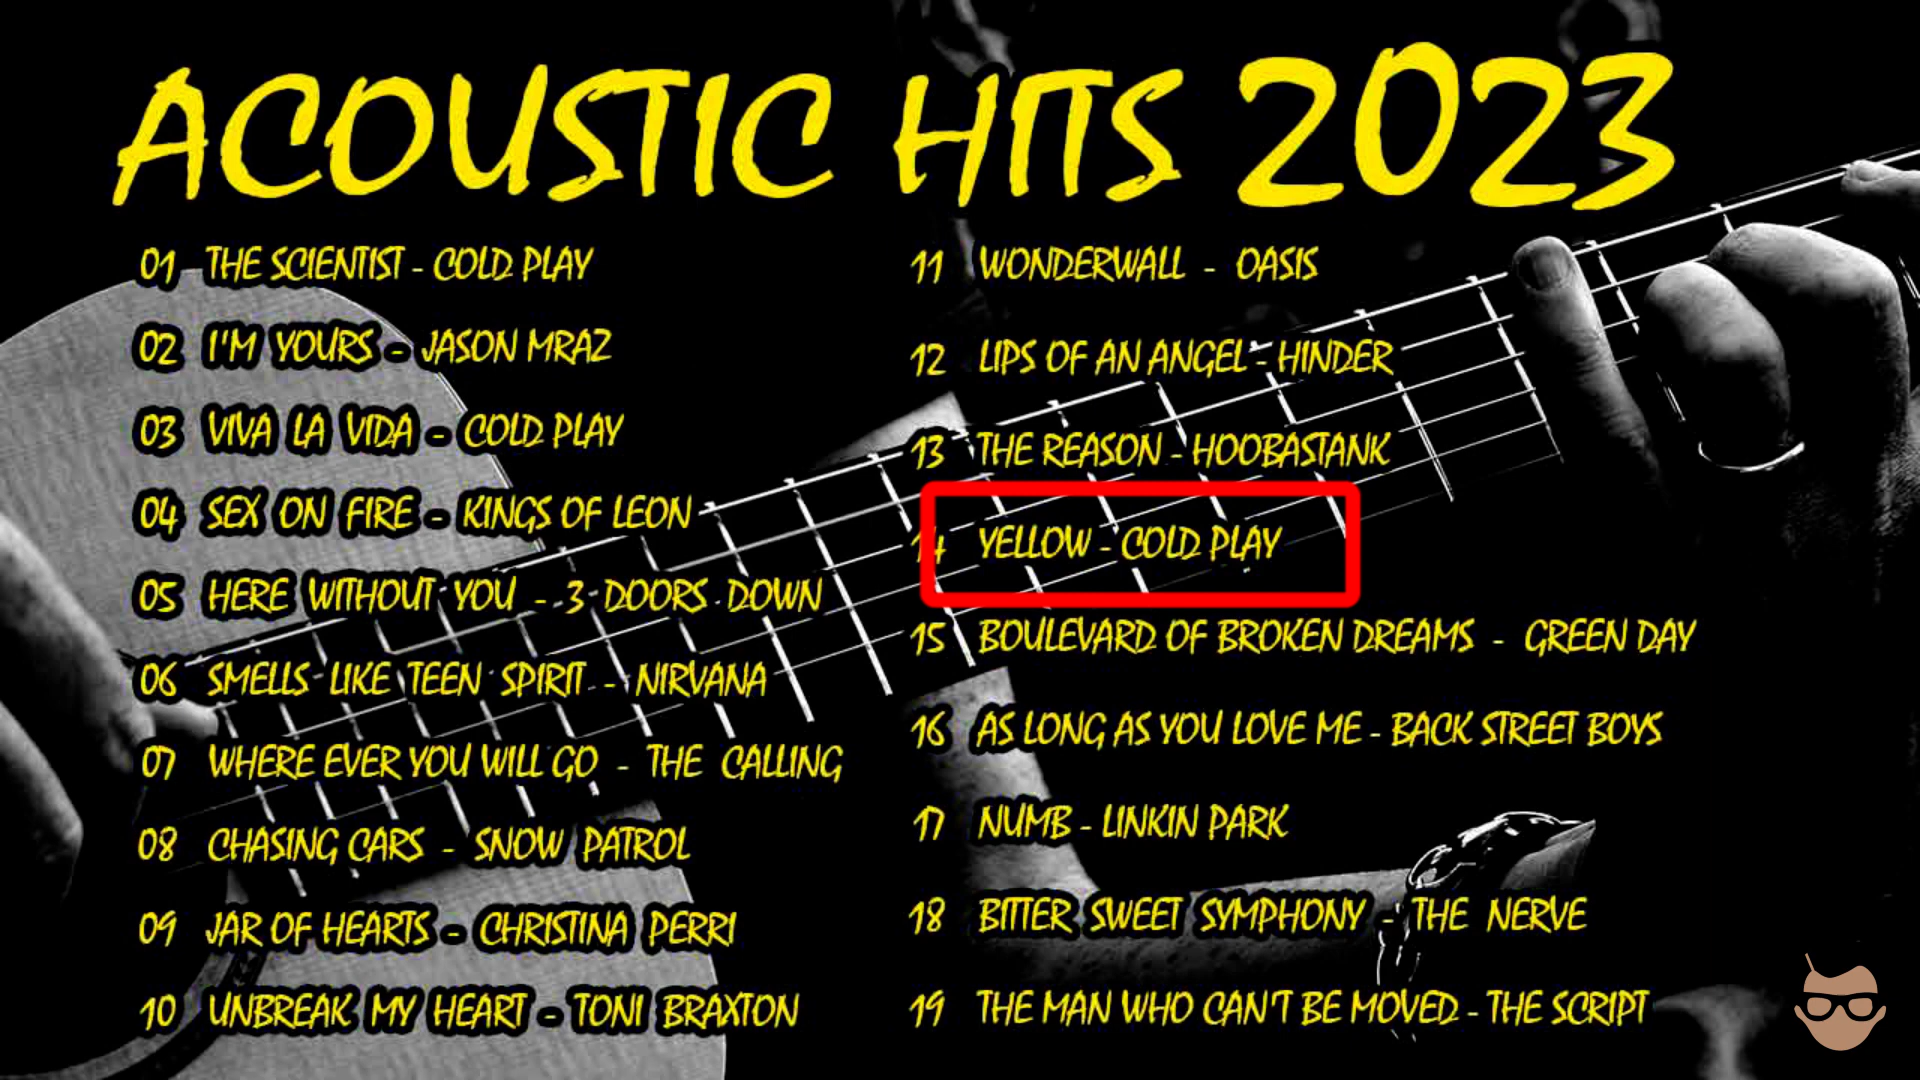 ACOUSTIC HITS 2023
01 THE SCIENTIST - COLD PLAY
02 I'M YOURS - JASON MRAZ
03 VIVA LA VIDA - COLD PLAY
04 SEX ON FIRE - KINGS OF LEON
05 HERE WITHOUT YOU - 3 DOORS DOWN
06 SMELLS LIKE TEEN SPIRIT - NIRVANA
07 WHERE EVER YOU WILL GO - THE CALLING
08 CHASING CARS - SNOW PATROL
09 JAR OF HEARTS - CHRISTINA PERRI
10 UNBREAK MY HEART - TONI BRAXTON
11 WONDERWALL - OASIS
12 LIPS OF AN ANGEL - HINDER
13 THE REASON - HOOBASTANK
14 YELLOW - COLD PLAY
15 BOULEVARD OF BROKEN DREAMS - GREEN DAY
16 AS LONG AS YOU LOVE ME - BACK STREET BOYS
17 NUMB - LINKIN PARK
18 BITTER SWEET SYMPHONY - THE NERVE
19 THE MAN WHO CAN'T BE MOVED - THE SCRIPT